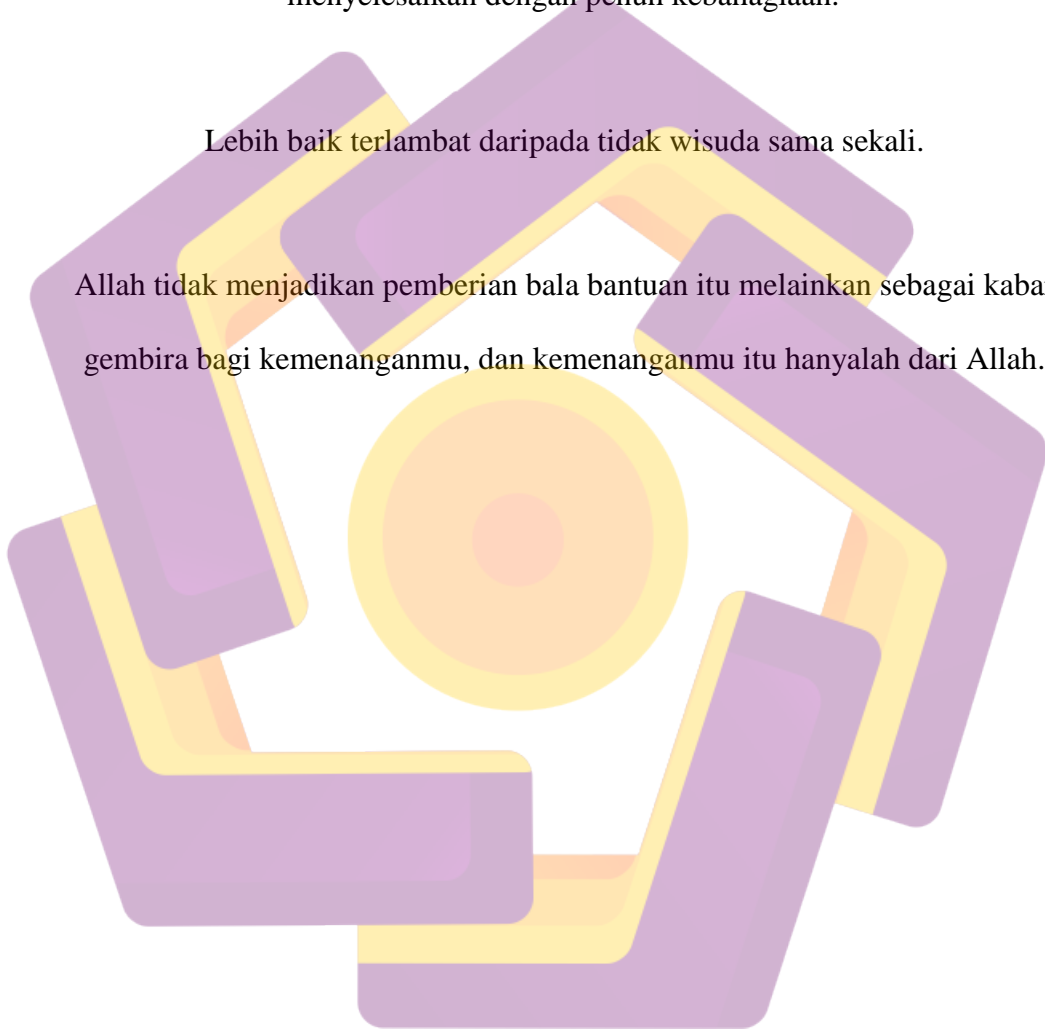 menyelesaikan dengan penuh kebahagiaan.
Lebih baik terlambat daripada tidak wisuda sama sekali.
Allah tidak menjadikan pemberian bala bantuan itu melainkan sebagai kabar
gembira bagi kemenanganmu, dan kemenanganmu itu hanyalah dari Allah.